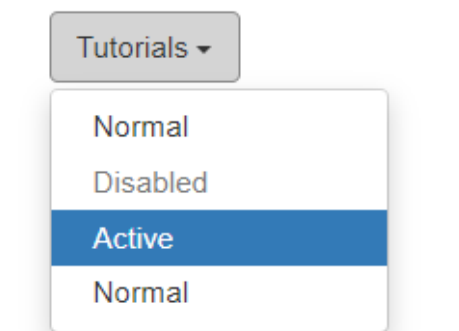 Tutorials
Normal
Disabled
Active
Normal